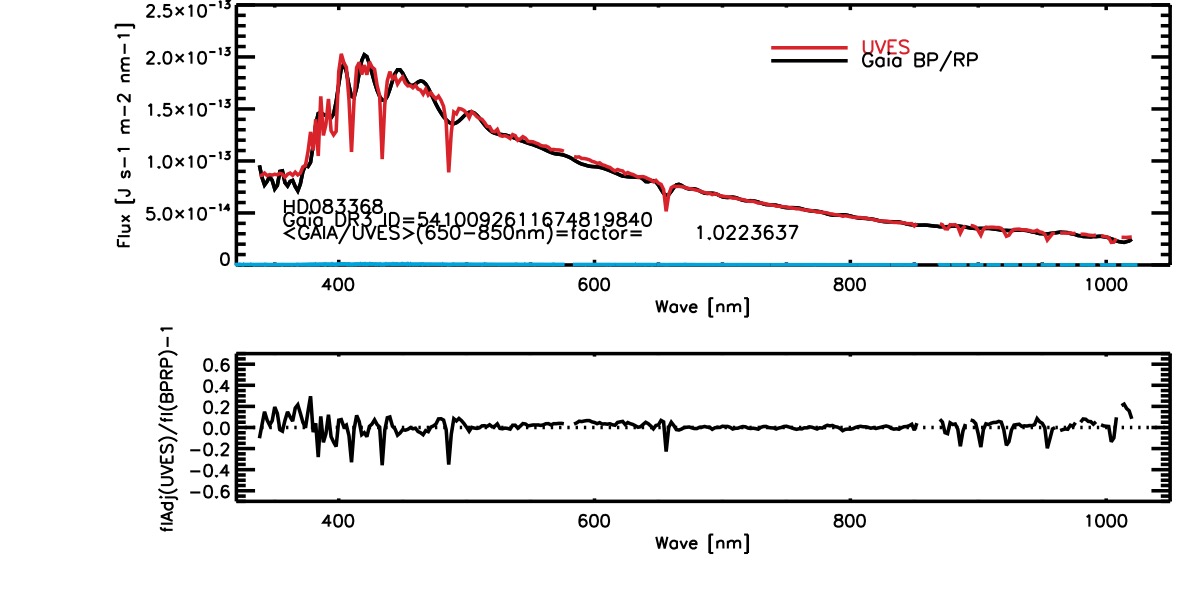 2.5×10−13
2.0×10−13
1.5×10−13
1.0×10−13
5.0×10−14
0
Flux [J s−1 m−2 nm−1]
UVES
Gaia BP/RP
HD083368
Gaia DR3 ID=5410092611674819840
<GAIA/UVES>(650−850nm)=factor= 1.0223637
400 600 800 1000
Wave [nm]
0.6
0.4
0.2
0.0
−0.2
−0.4
−0.6
flAdj(UVES)/fl(BPRP)−1
400 600 800 1000
Wave [nm]